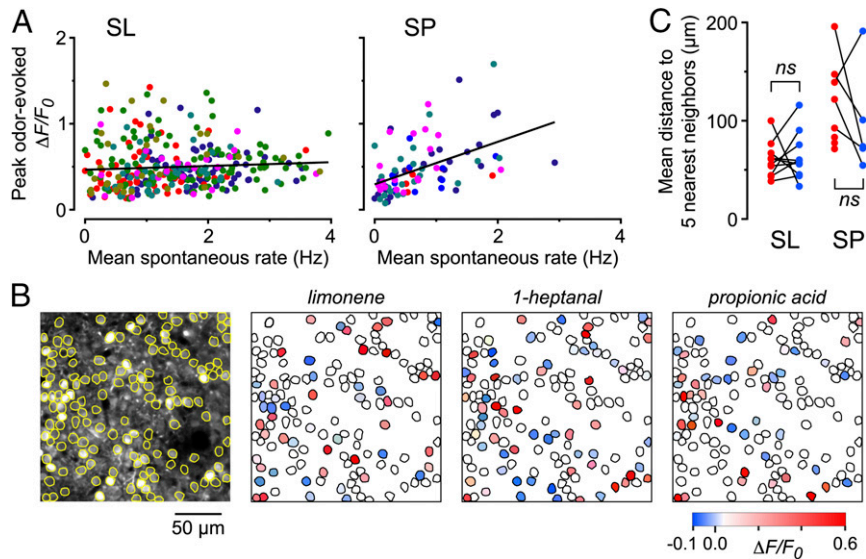 A
SL
SP
Peak odor-evoked
ΔF/F0
2
1
0
0
2
4
Mean spontaneous rate (Hz)
0
2
4
Mean spontaneous rate (Hz)
C
Mean distance to
5 nearest neighbors (µm)
200
100
0
ns
ns
SL
SP
B
limonene
1-heptanal
propionic acid
50 µm
-0.1 0.0
0.6
ΔF/F0